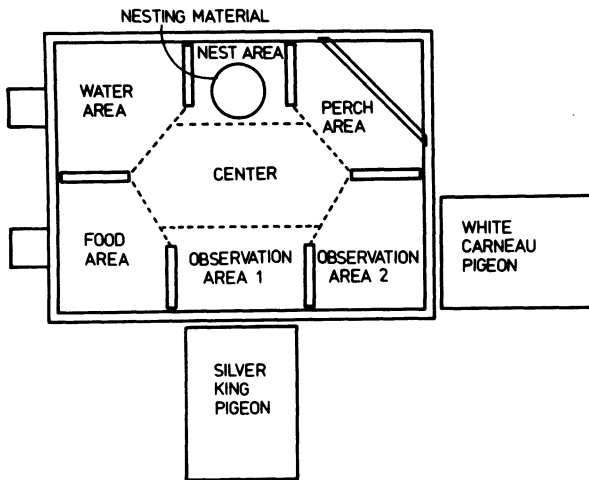 NESTING MATERIAL
NEST AREA
WATER
AREA
PERCH
AREA
CENTER
FOOD
AREA
OBSERVATION
AREA 1
OBSERVATION
AREA 2
WHITE
CARNEAU
PIGEON
SILVER
KING
PIGEON